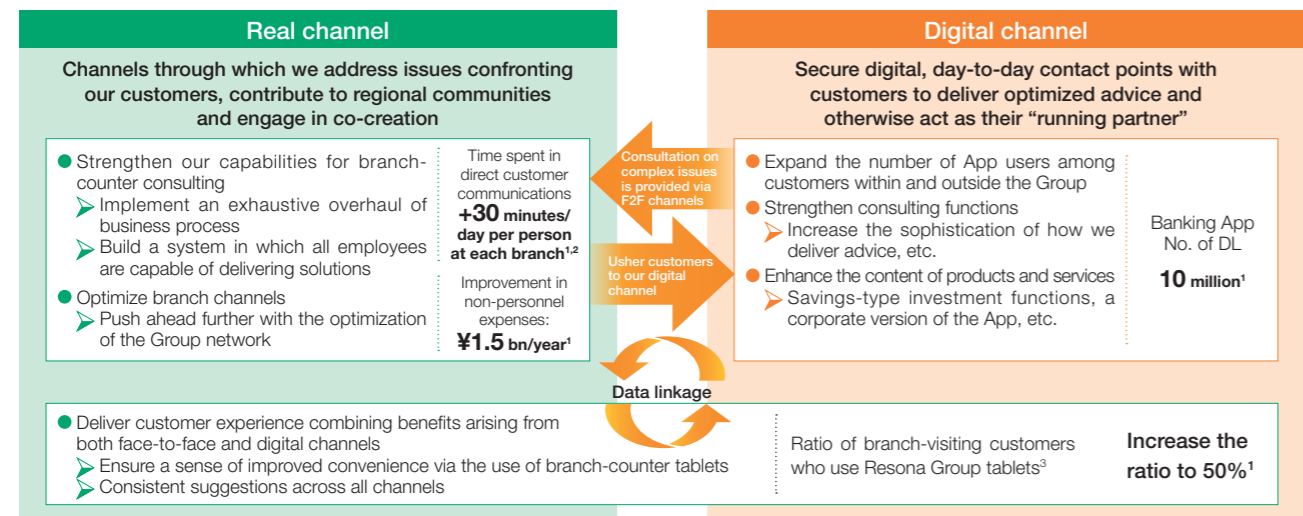 Real channel
Channels through which we address issues confronting
our customers, contribute to regional communities
and engage in co-creation
● Strengthen our capabilities for branch-
counter consulting
➢ Implement an exhaustive overhaul of
business process
➢ Build a system in which all employees
are capable of delivering solutions
● Optimize branch channels
➢ Push ahead further with the optimization
of the Group network
Time spent in
direct customer
communications
+30 minutes/
day per person
at each branch1,2
Improvement in
non-personnel
expenses:
¥1.5 bn/year1
Consultation on
complex issues
is provided via
F2F channels
Usher customers
to our digital
channel
Digital channel
Secure digital, day-to-day contact points with
customers to deliver optimized advice and
otherwise act as their “running partner”
● Expand the number of App users among
customers within and outside the Group
● Strengthen consulting functions
➢ Increase the sophistication of how we
deliver advice, etc.
● Enhance the content of products and services
➢ Savings-type investment functions, a
corporate version of the App, etc.
Banking App
No. of DL
10 million1
Data linkage
● Deliver customer experience combining benefits arising from
both face-to-face and digital channels
➢ Ensure a sense of improved convenience via the use of branch-counter tablets
➢ Consistent suggestions across all channels
Ratio of branch-visiting customers
who use Resona Group tablets3
Increase the
ratio to 50%1